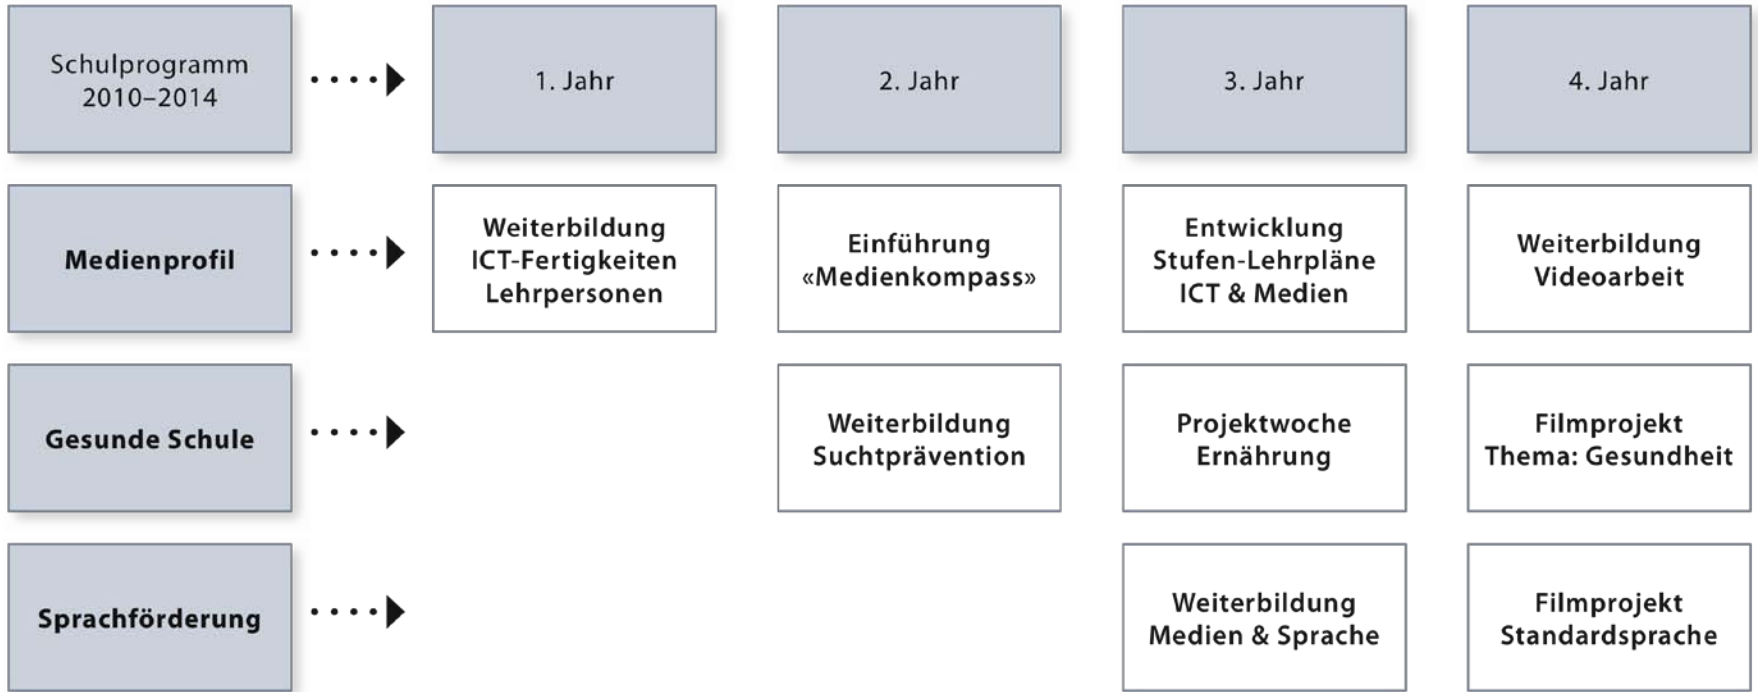 Schulprogramm
2010–2014
1. Jahr
2. Jahr
3. Jahr
4. Jahr
Medienprofil
Weiterbildung
ICT-Fertigkeiten
Lehrpersonen
Einführung
«Medienkompass»
Entwicklung
Stufen-Lehrpläne
ICT & Medien
Weiterbildung
Videoarbeit
Gesunde Schule
Weiterbildung
Suchtprävention
Projektwoche
Ernährung
Filmprojekt
Thema: Gesundheit
Sprachförderung
Weiterbildung
Medien & Sprache
Filmprojekt
Standardsprache